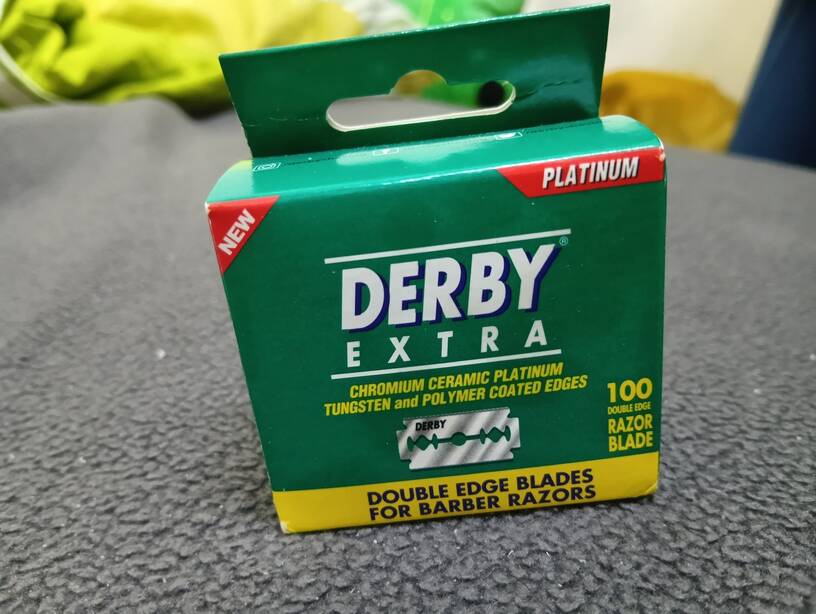 NEW
PLATINUM
DERBY®
EXTRA
CHROMIUM CERAMIC PLATINUM
TUNGSTEN and POLYMER COATED EDGES
100
DOUBLE EDGE
RAZOR
BLADE
DERBY
DOUBLE EDGE BLADES
FOR BARBER RAZORS